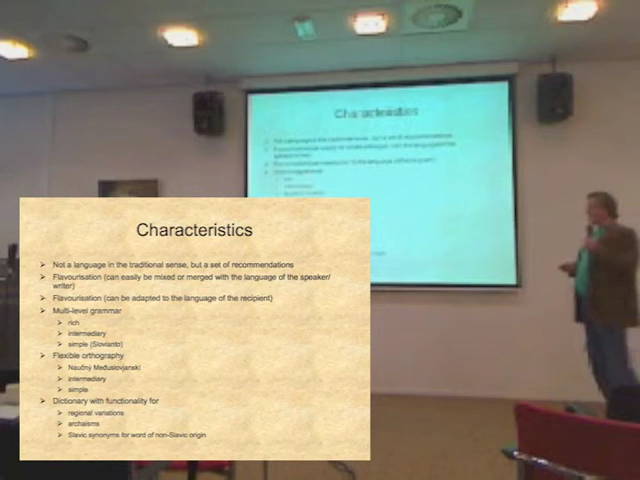 Characteristics
Characteristics
Not a language in the traditional sense, but a set of recommendations
Flavourisation (can easily be mixed or merged with the language of the speaker/
writer)
Flavourisation (can be adapted to the language of the recipient)
Multi-level grammar
rich
intermediary
simple (Slovianto)
Flexible orthography
Naučny Medžuslovjanski
intermediary
simple
Dictionary with functionality for
regional variations
archaisms
Slavic synonyms for word of non-Slavic origin